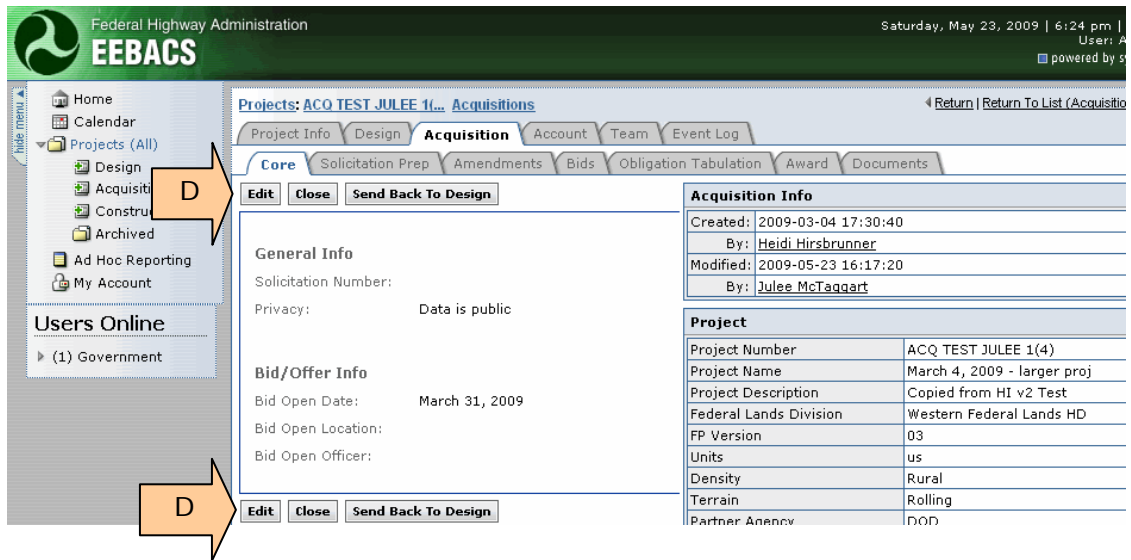 Federal Highway Administration
EEBACS
Saturday, May 23, 2009 | 6:24 pm |
User: A
powered by sy
hide menu
Home
Calendar
Projects (All)
Design
Acquisiti
Constru
Archived
Ad Hoc Reporting
My Account
Users Online
(1) Government
D
D
Projects: ACQ TEST JULEE 1(... Acquisitions
Return | Return To List (Acquisitio
Project Info Design Acquisition Account Team Event Log
Core Solicitation Prep Amendments Bids Obligation Tabulation Award Documents
Edit Close Send Back To Design
General Info
Solicitation Number:
Privacy: Data is public
Bid/Offer Info
Bid Open Date: March 31, 2009
Bid Open Location:
Bid Open Officer:
Edit Close Send Back To Design
Acquisition Info
Created: 2009-03-04 17:30:40
By: Heidi Hirsbrunner
Modified: 2009-05-23 16:17:20
By: Julee McTaggart
Project
Project Number ACQ TEST JULEE 1(4)
Project Name March 4, 2009 - larger proj
Project Description Copied from HI v2 Test
Federal Lands Division Western Federal Lands HD
FP Version 03
Units us
Density Rural
Terrain Rolling
Partner Agency DOD